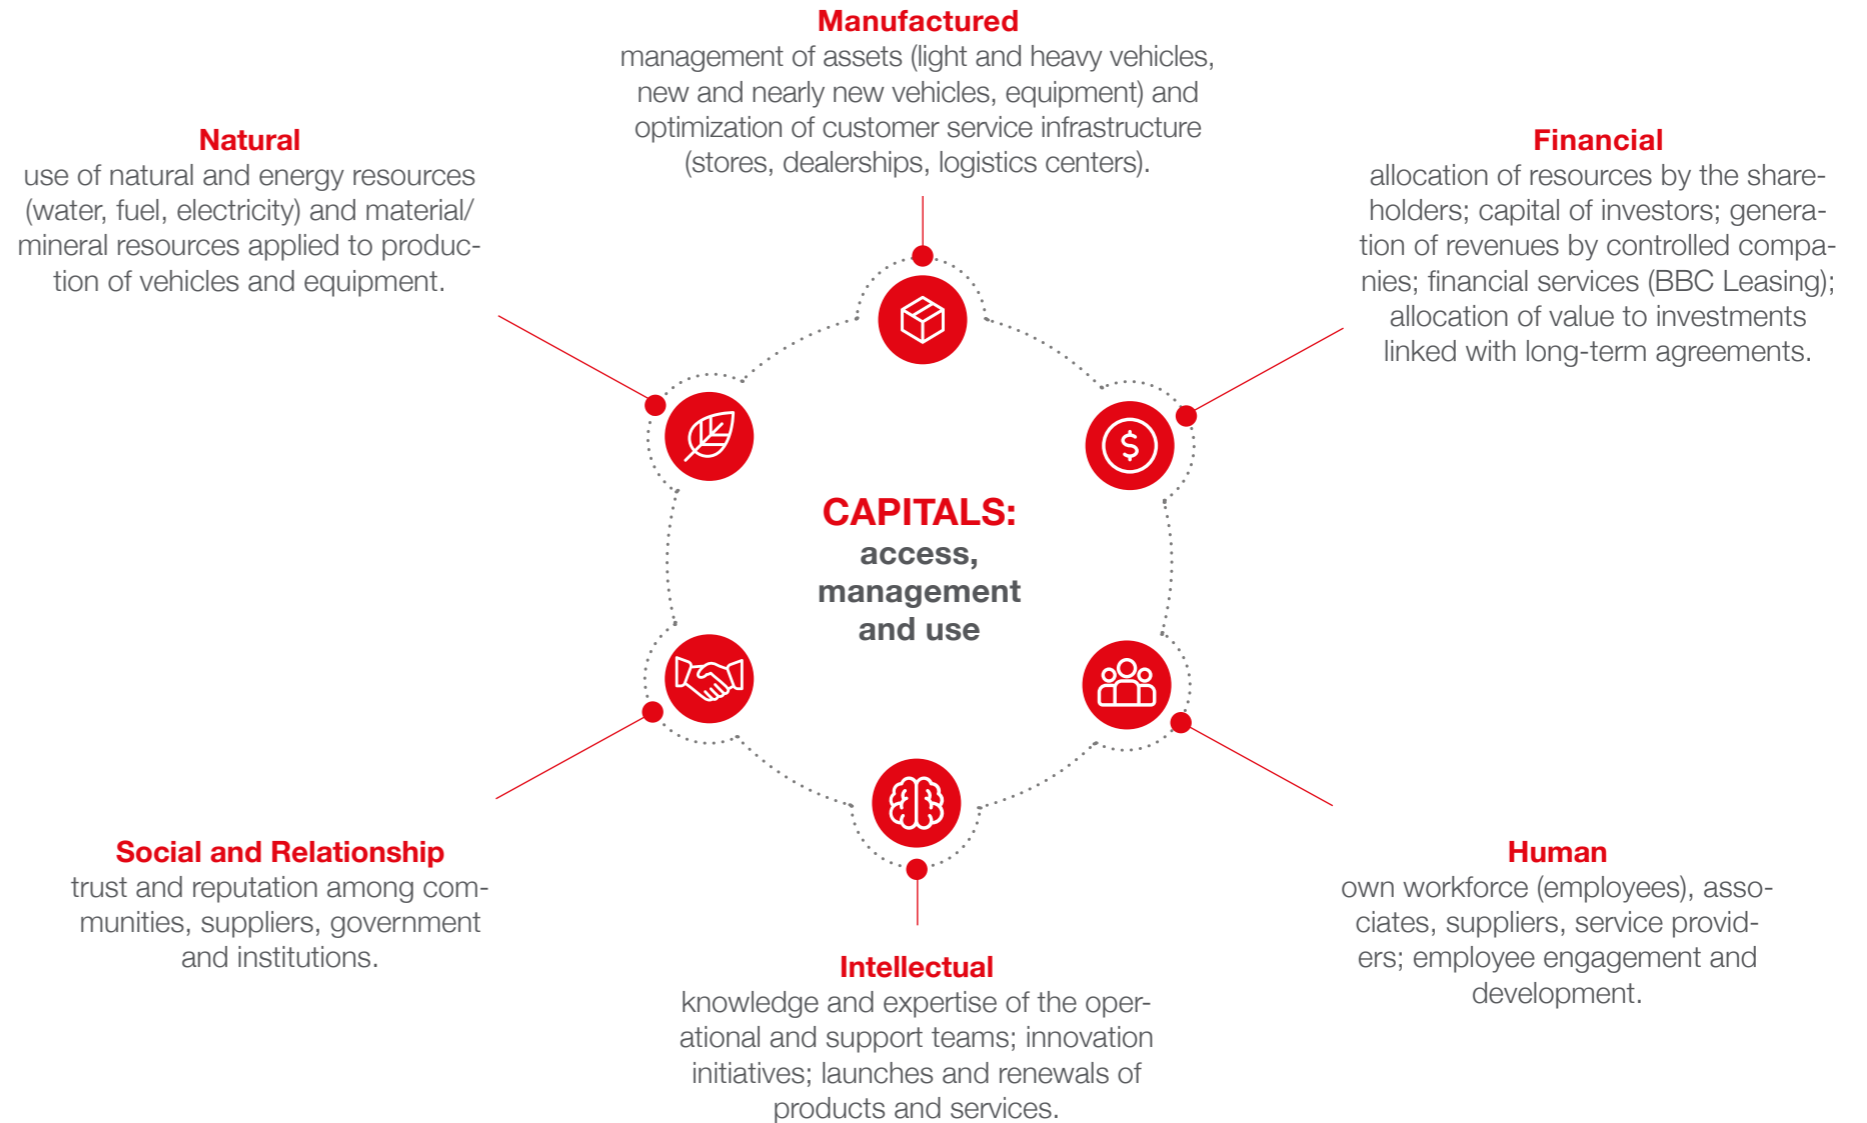 Manufactured
management of assets (light and heavy vehicles,
new and nearly new vehicles, equipment) and
optimization of customer service infrastructure
(stores, dealerships, logistics centers).
Natural
use of natural and energy resources
(water, fuel, electricity) and material/
mineral resources applied to produc-
tion of vehicles and equipment.
Financial
allocation of resources by the share-
holders; capital of investors; genera-
tion of revenues by controlled compa-
nies; financial services (BBC Leasing);
allocation of value to investments
linked with long-term agreements.
$
CAPITALS:
access,
management
and use
Social and Relationship
trust and reputation among com-
munities, suppliers, government
and institutions.
Human
own workforce (employees), asso-
ciates, suppliers, service provid-
ers; employee engagement and
development.
Intellectual
knowledge and expertise of the oper-
ational and support teams; innovation
initiatives; launches and renewals of
products and services.